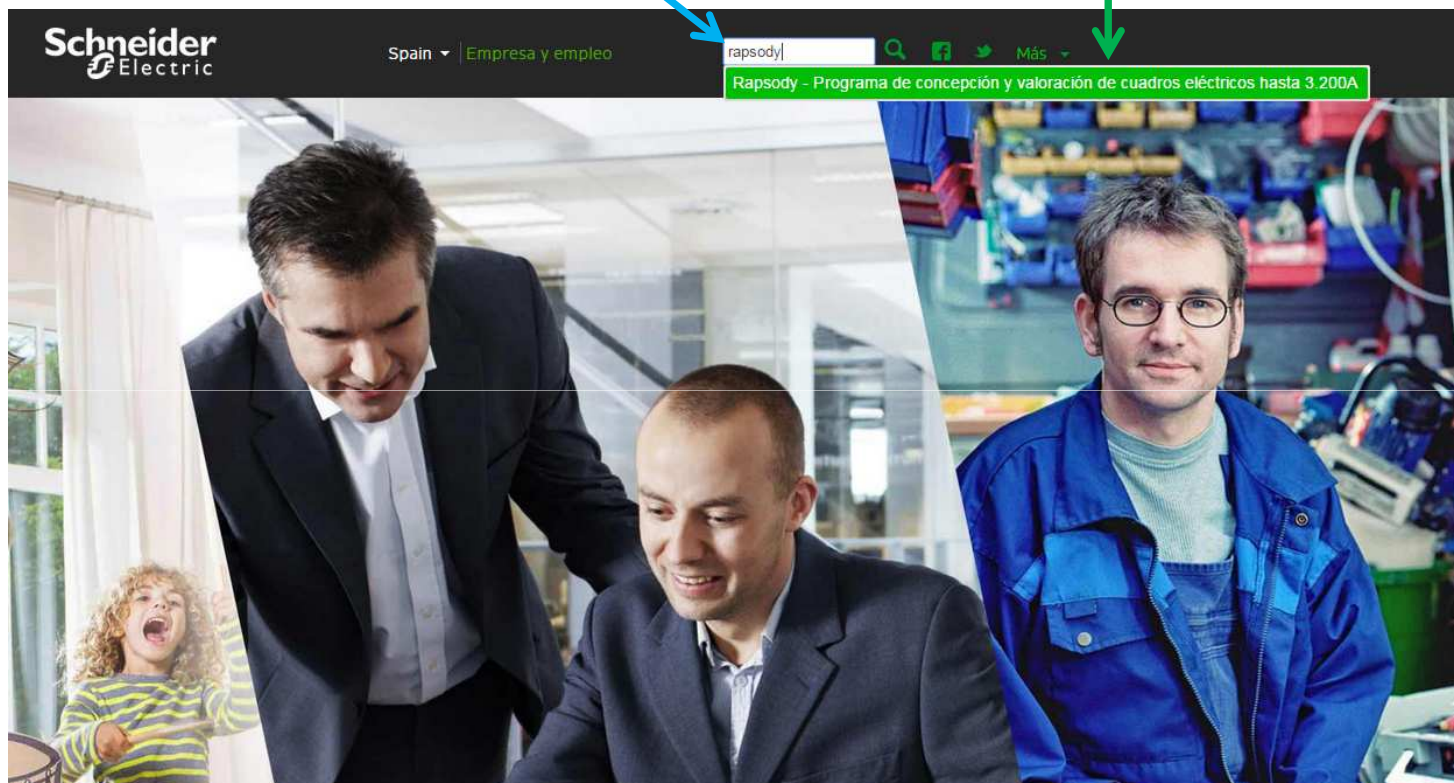 Schneider
Electric
Spain
Empresa y empleo
rapsody
Más
Rapsody - Programa de concepción y valoración de cuadros eléctricos hasta 3.200A